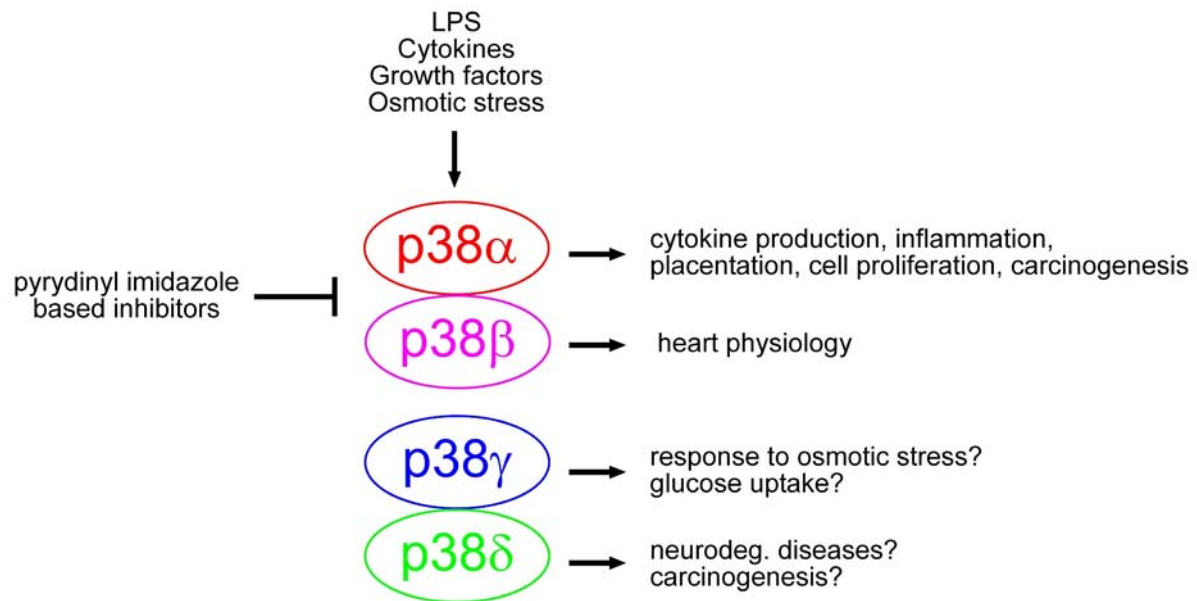 LPS
Cytokines
Growth factors
Osmotic stress
p38α
cytokine production, inflammation,
placentation, cell proliferation, carcinogenesis
pyrydinyl imidazole
based inhibitors
p38β
heart physiology
p38γ
response to osmotic stress?
glucose uptake?
p38δ
neurodeg. diseases?
carcinogenesis?